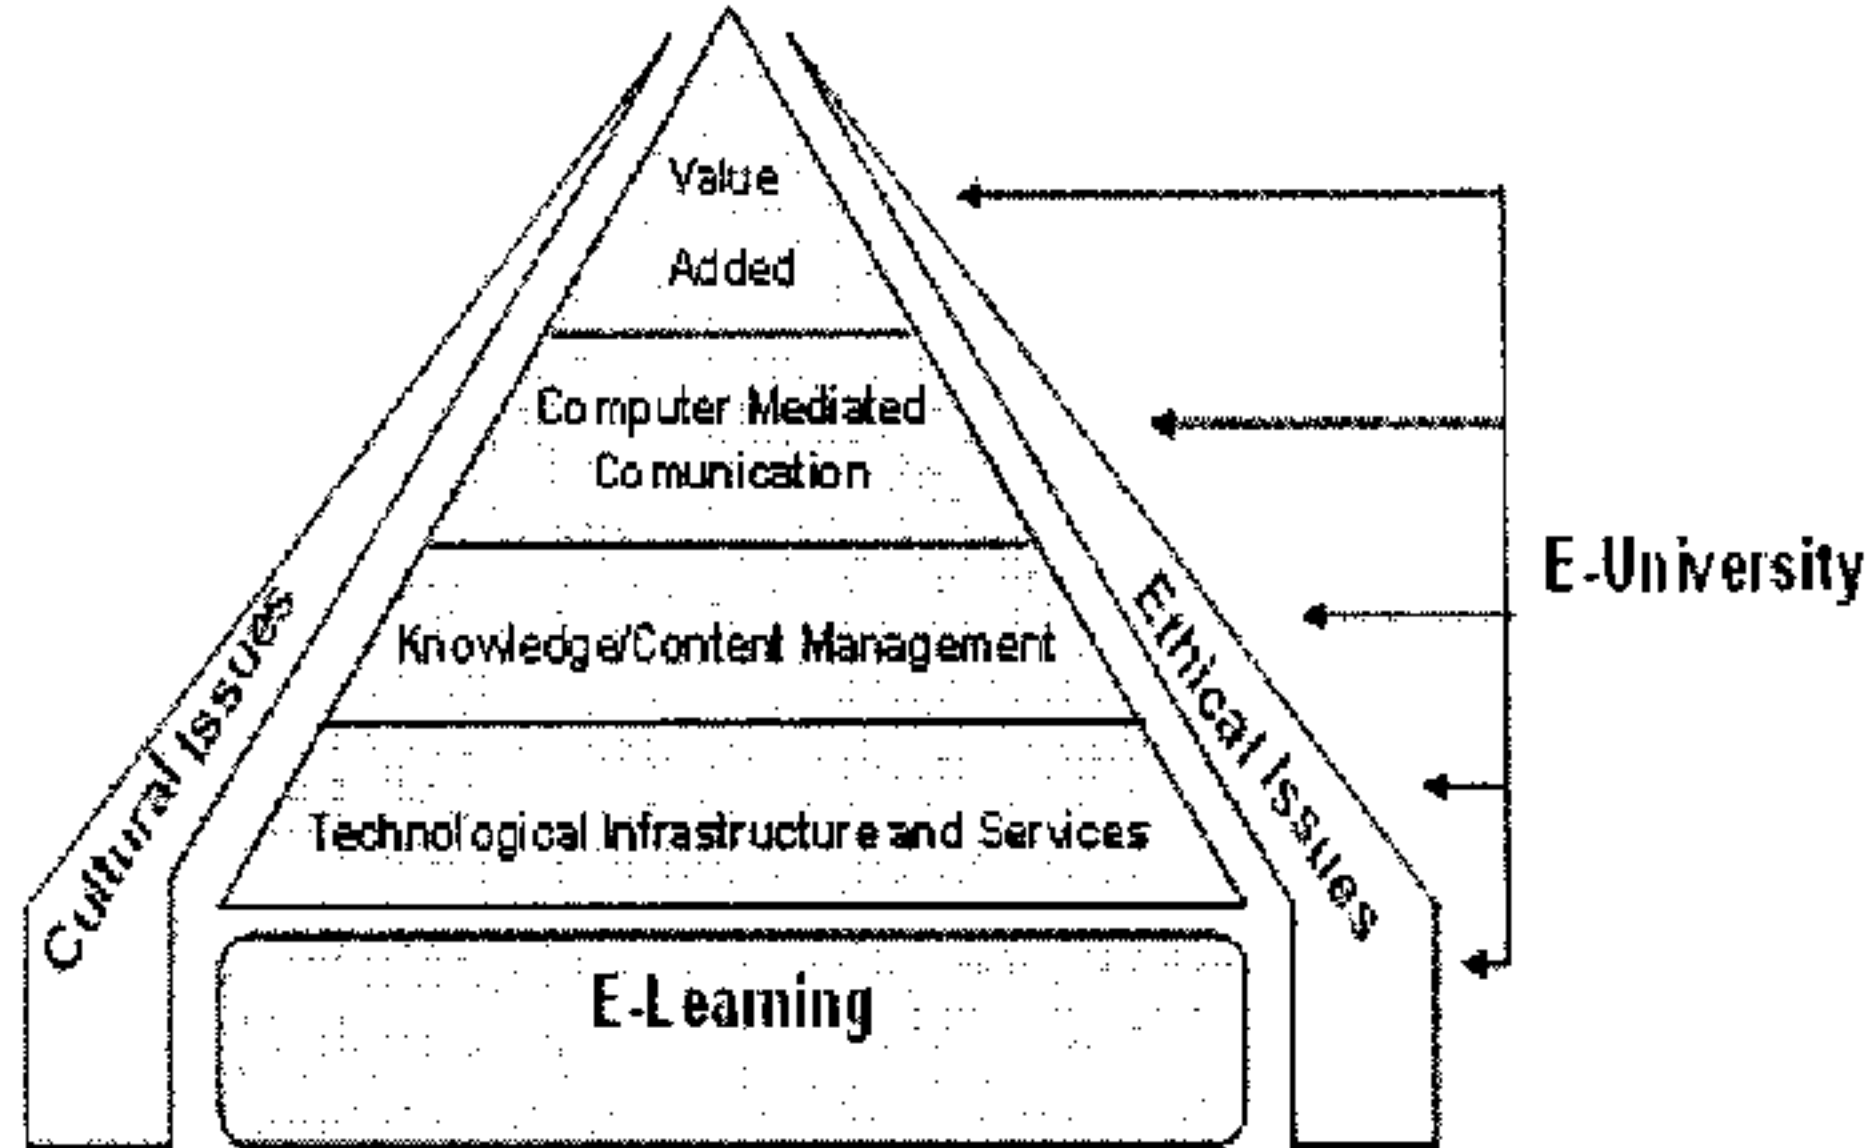 Value
Added
Computer Mediated
Comunication
Knowledge/Content Management
Technological Infrastructure and Services
E-Learning
Cultural Issues
Ethical Issues
E-University